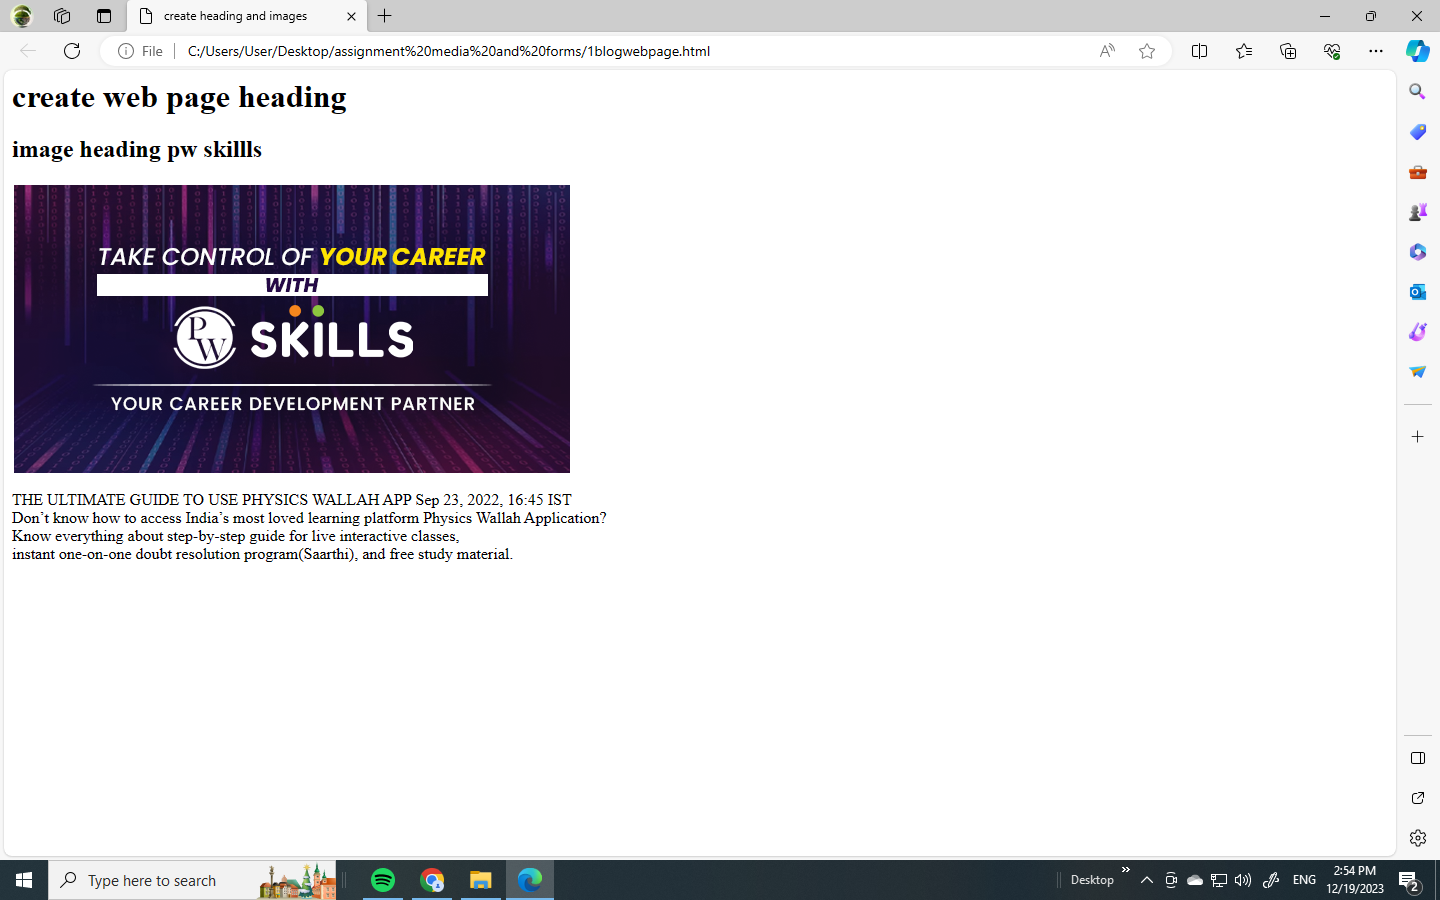 create heading and images
File
C:/Users/User/Desktop/assignment%20media%20and%20forms/1blogwebpage.html
create web page heading
image heading pw skillls
TAKE CONTROL OF YOUR CAREER
WITH
PW SKILLS
YOUR CAREER DEVELOPMENT PARTNER
THE ULTIMATE GUIDE TO USE PHYSICS WALLAH APP Sep 23, 2022, 16:45 IST
Don’t know how to access India’s most loved learning platform Physics Wallah Application?
Know everything about step-by-step guide for live interactive classes,
instant one-on-one doubt resolution program(Saarthi), and free study material.
Type here to search
Desktop
ENG
2:54 PM
12/19/2023
2